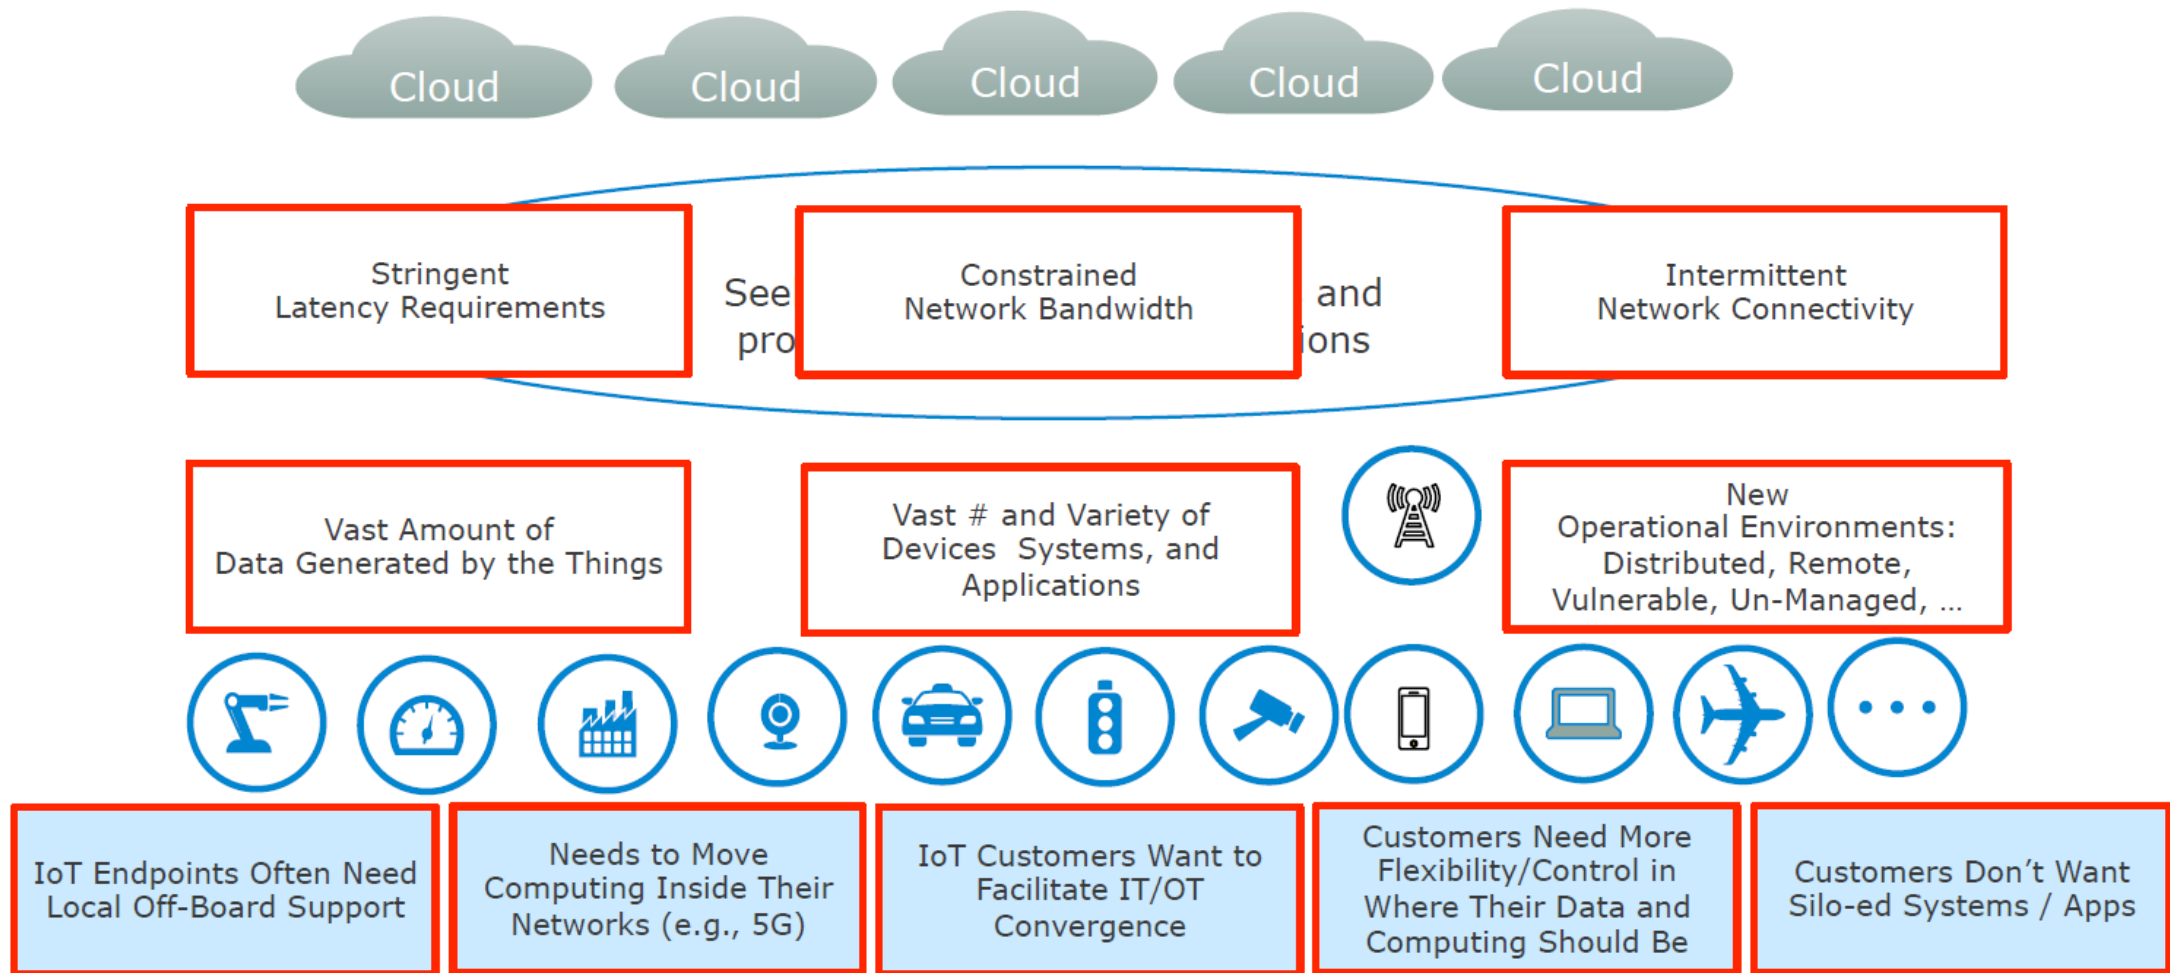 Cloud
Cloud
Cloud
Cloud
Cloud
Stringent
Latency Requirements
See
pro
Constrained
Network Bandwidth
and
ions
Intermittent
Network Connectivity
Vast Amount of
Data Generated by the Things
Vast # and Variety of
Devices Systems, and
Applications
New
Operational Environments:
Distributed, Remote,
Vulnerable, Un-Managed, ...
IoT Endpoints Often Need
Local Off-Board Support
Needs to Move
Computing Inside Their
Networks (e.g., 5G)
IoT Customers Want to
Facilitate IT/OT
Convergence
Customers Need More
Flexibility/Control in
Where Their Data and
Computing Should Be
Customers Don’t Want
Silo-ed Systems / Apps